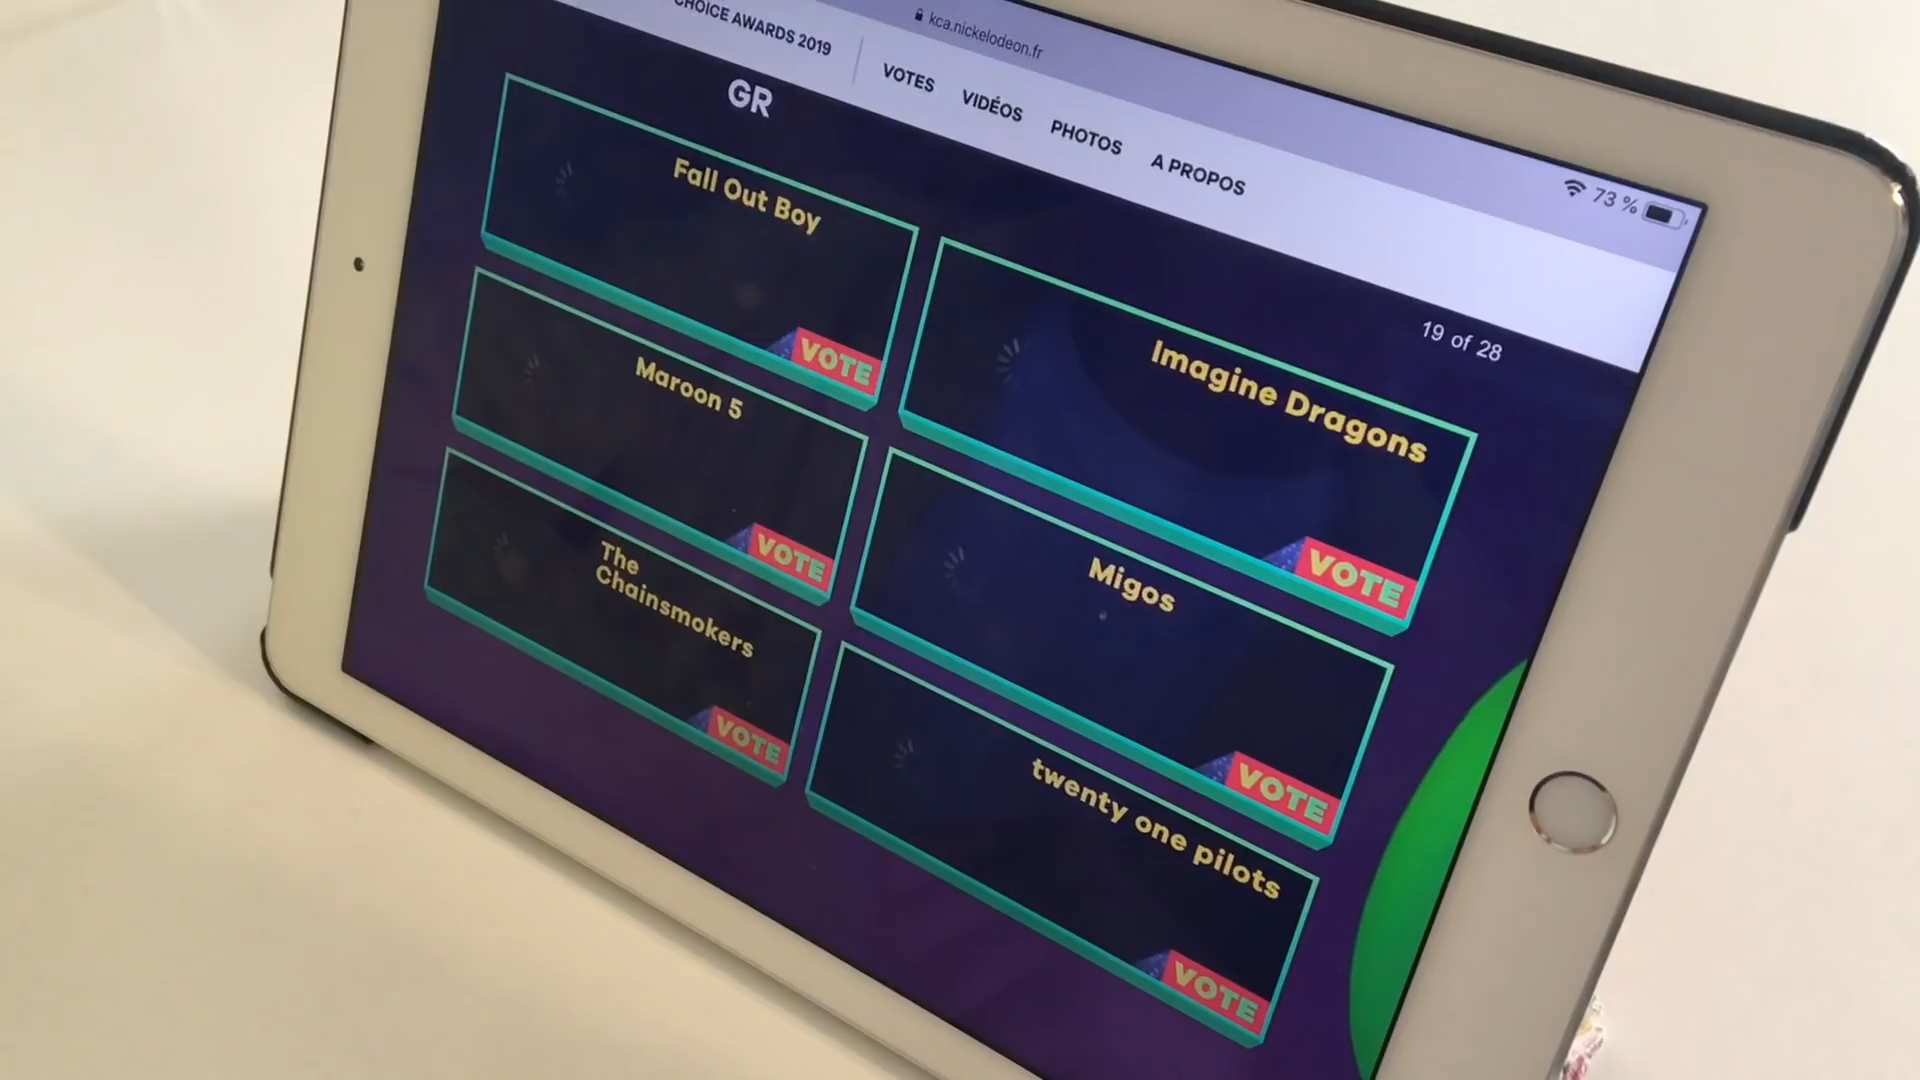 kca.nickelodeon.fr
73 %
CHOICE AWARDS 2019
VOTES
VIDÉOS
PHOTOS
A PROPOS
GR
19 of 28
Fall Out Boy
VOTE
Imagine Dragons
VOTE
Maroon 5
VOTE
Migos
VOTE
The
Chainsmokers
VOTE
twenty one pilots
VOTE